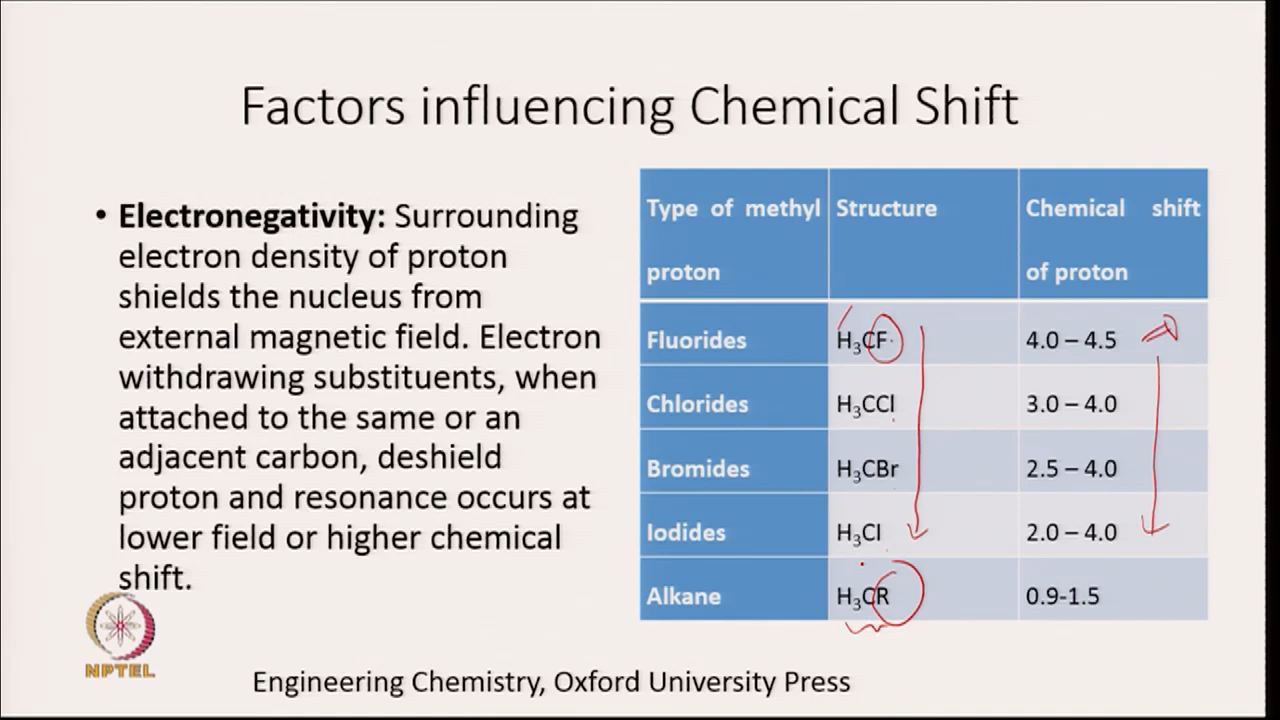 Factors influencing Chemical Shift
• Electronegativity: Surrounding
electron density of proton
shields the nucleus from
external magnetic field. Electron
withdrawing substituents, when
attached to the same or an
adjacent carbon, deshield
proton and resonance occurs at
lower field or higher chemical
shift.
Type of methyl proton Structure Chemical shift of proton
Fluorides H₃CF 4.0 – 4.5
Chlorides H₃CCl 3.0 – 4.0
Bromides H₃CBr 2.5 – 4.0
Iodides H₃CI 2.0 – 4.0
Alkane H₃CR 0.9-1.5
NPTEL
Engineering Chemistry, Oxford University Press